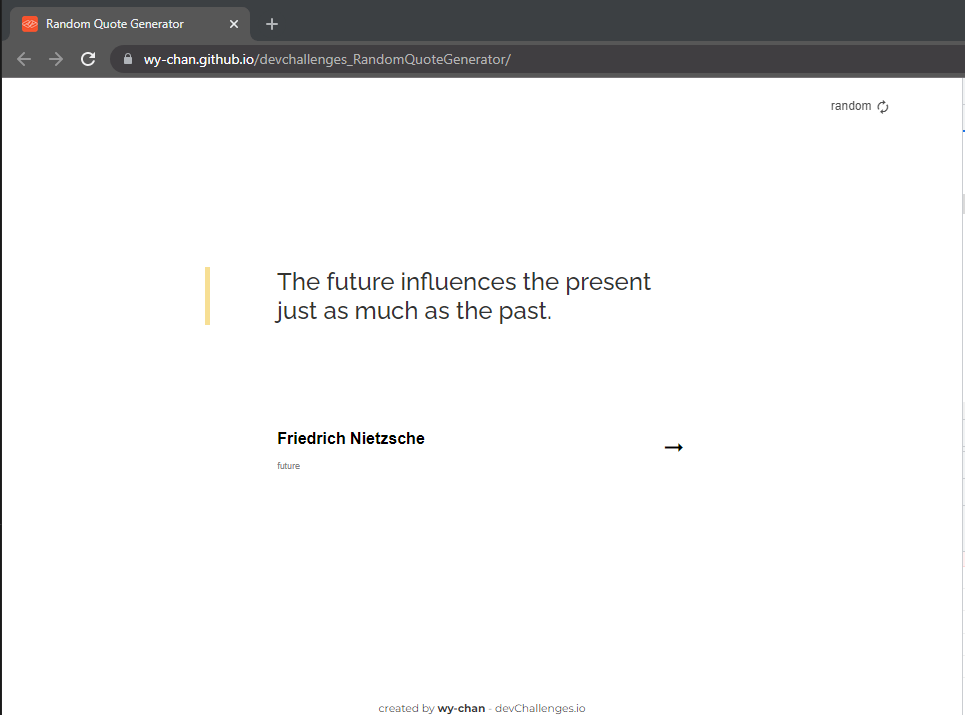 Random Quote Generator
wy-chan.github.io/devchallenges_RandomQuoteGenerator/
random
The future influences the present
just as much as the past.
Friedrich Nietzsche
future
created by wy-chan - devChallenges.io